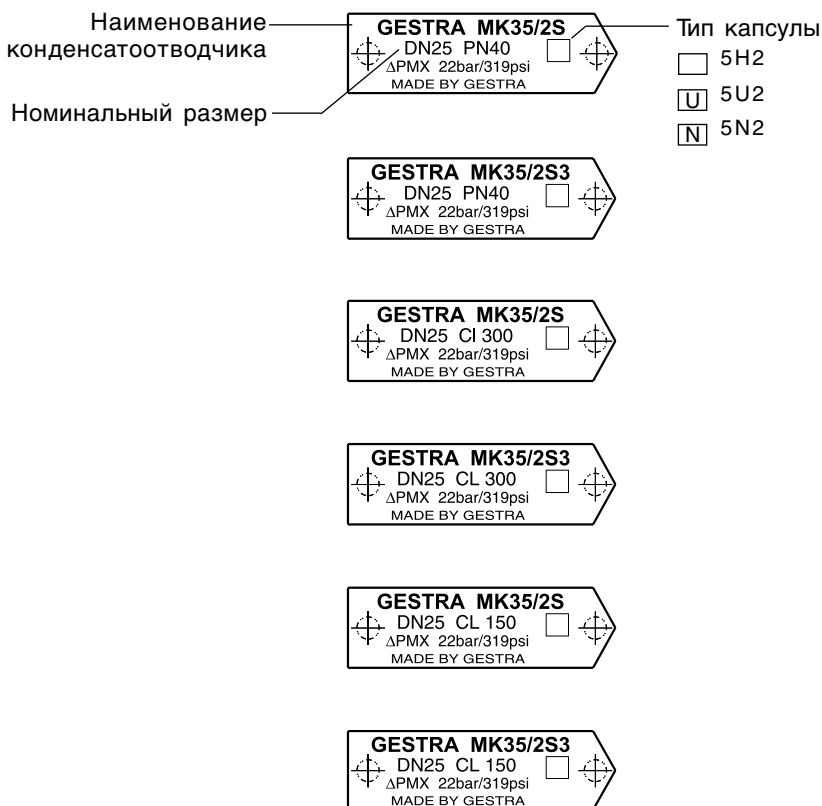 Наименование
конденсатоотводчика
Номинальный размер
GESTRA MK35/2S
DN25 PN40
ΔPMX 22bar/319psi
MADE BY GESTRA
Тип капсулы
5H2
U 5U2
N 5N2
GESTRA MK35/2S3
DN25 PN40
ΔPMX 22bar/319psi
MADE BY GESTRA
GESTRA MK35/2S
DN25 Cl 300
ΔPMX 22bar/319psi
MADE BY GESTRA
GESTRA MK35/2S3
DN25 CL 300
ΔPMX 22bar/319psi
MADE BY GESTRA
GESTRA MK35/2S
DN25 CL 150
ΔPMX 22bar/319psi
MADE BY GESTRA
GESTRA MK35/2S3
DN25 CL 150
ΔPMX 22bar/319psi
MADE BY GESTRA